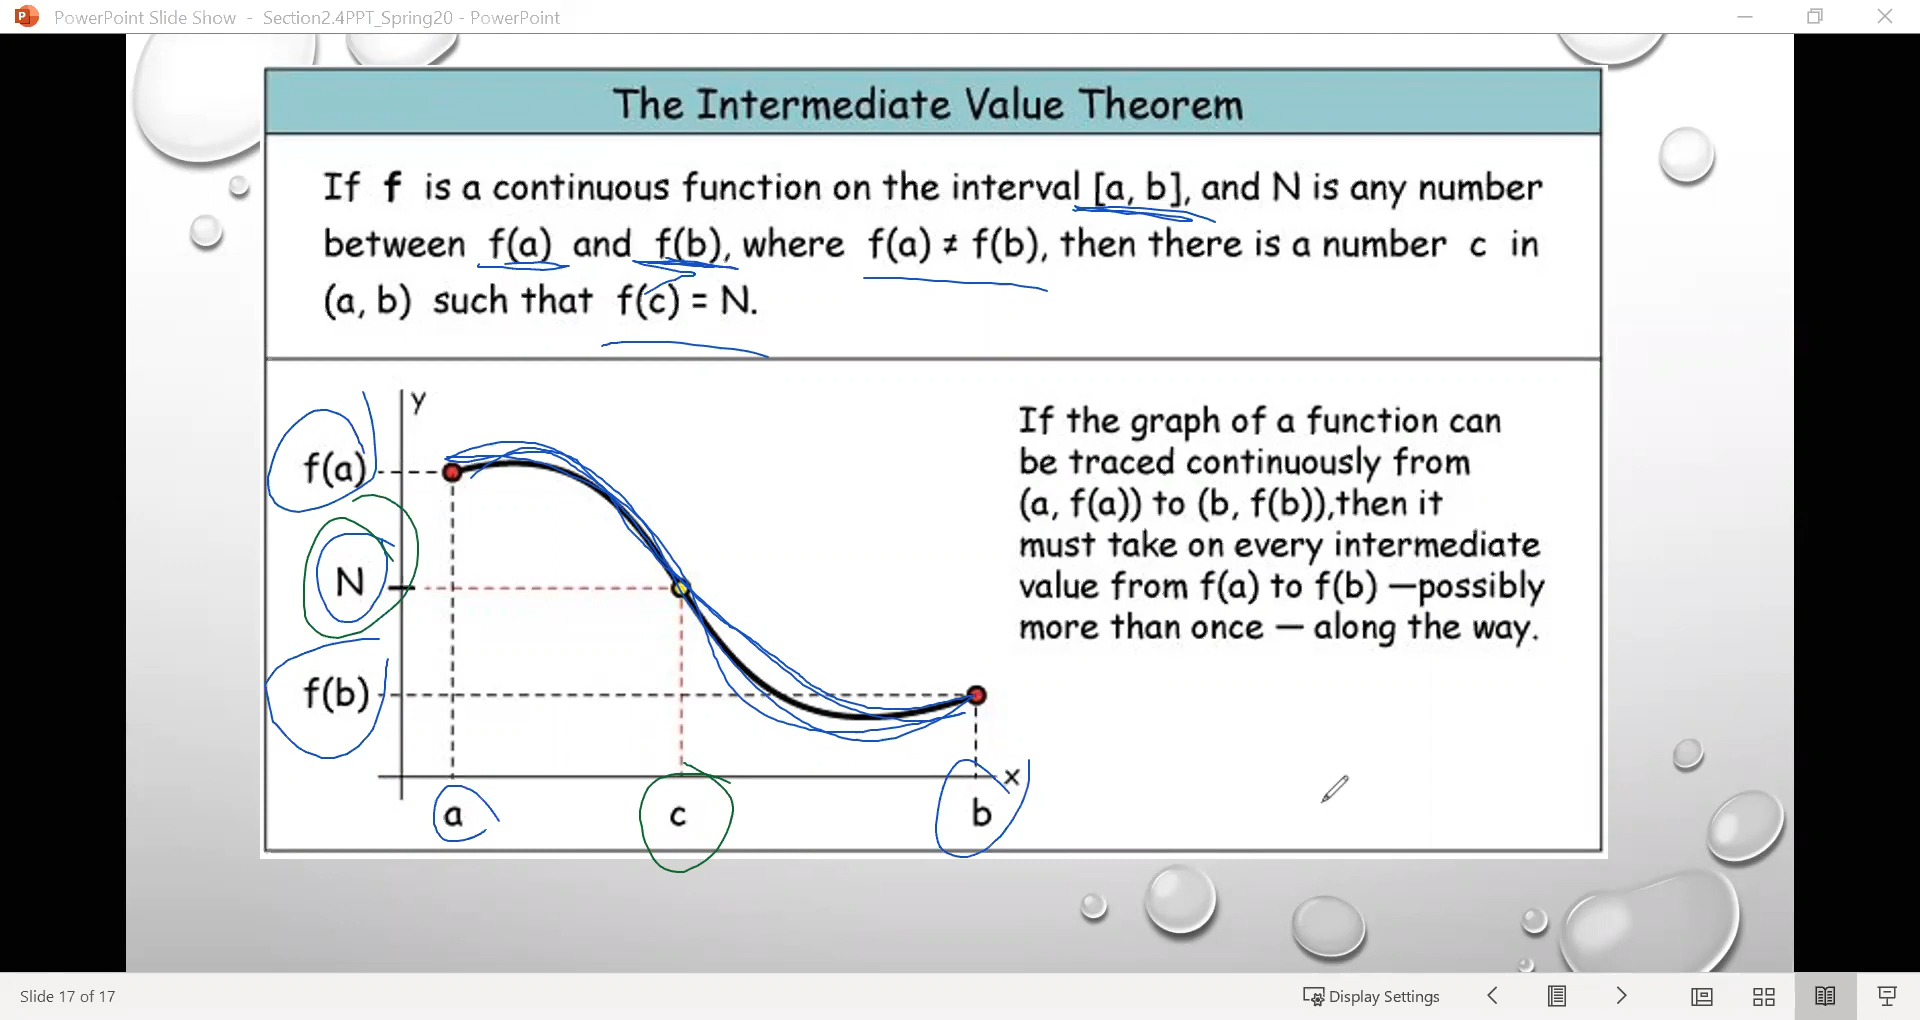 PowerPoint Slide Show - Section2.4PPT_Spring20 - PowerPoint
The Intermediate Value Theorem
If f is a continuous function on the interval [a, b], and N is any number
between f(a) and f(b), where f(a) ≠ f(b), then there is a number c in
(a, b) such that f(c) = N.
y
f(a)
N
f(b)
x
a
c
b
If the graph of a function can
be traced continuously from
(a, f(a)) to (b, f(b)),then it
must take on every intermediate
value from f(a) to f(b) —possibly
more than once — along the way.
Slide 17 of 17
Display Settings